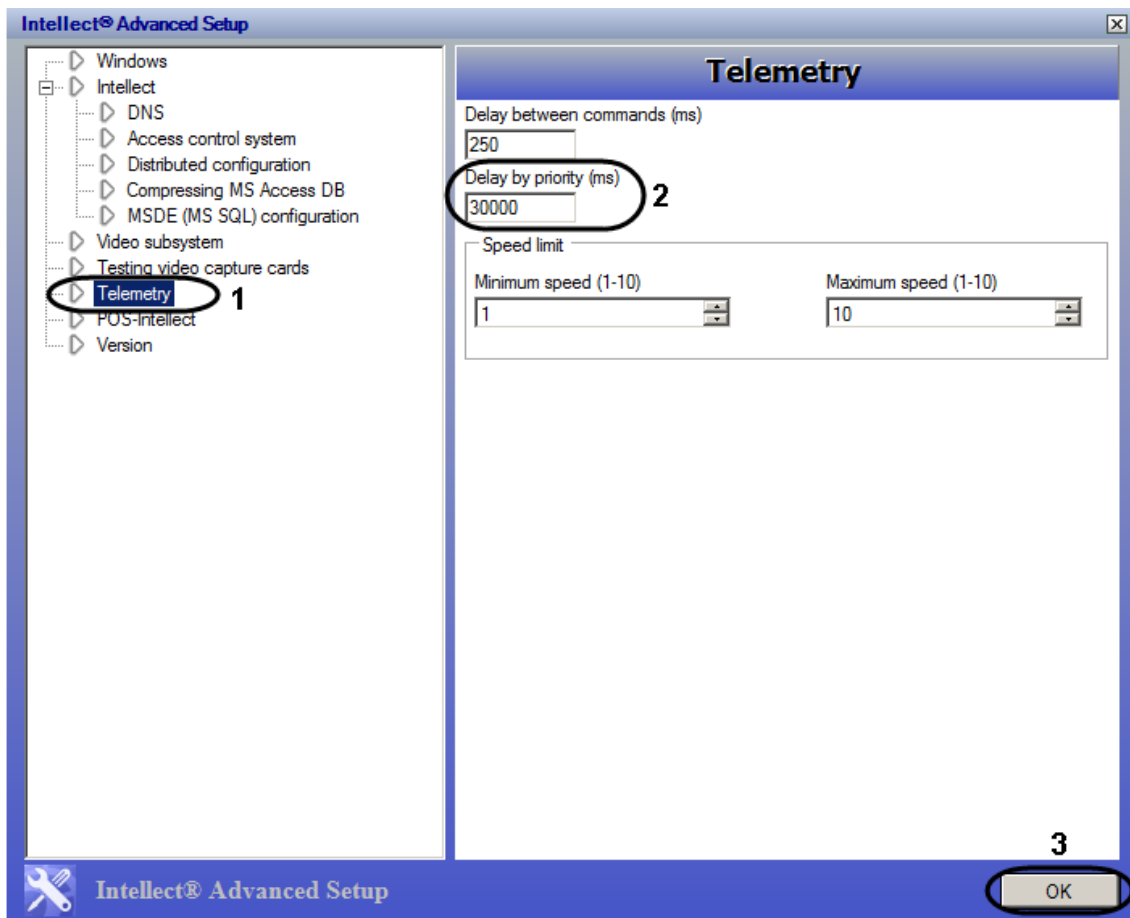 Intellect® Advanced Setup
Windows
Intellect
DNS
Access control system
Distributed configuration
Compressing MS Access DB
MSDE (MS SQL) configuration
Video subsystem
Testing video capture cards
Telemetry 1
POS-Intellect
Version
Telemetry
Delay between commands (ms)
250
Delay by priority (ms)
30000 2
Speed limit
Minimum speed (1-10) Maximum speed (1-10)
1 10
3
Intellect® Advanced Setup OK